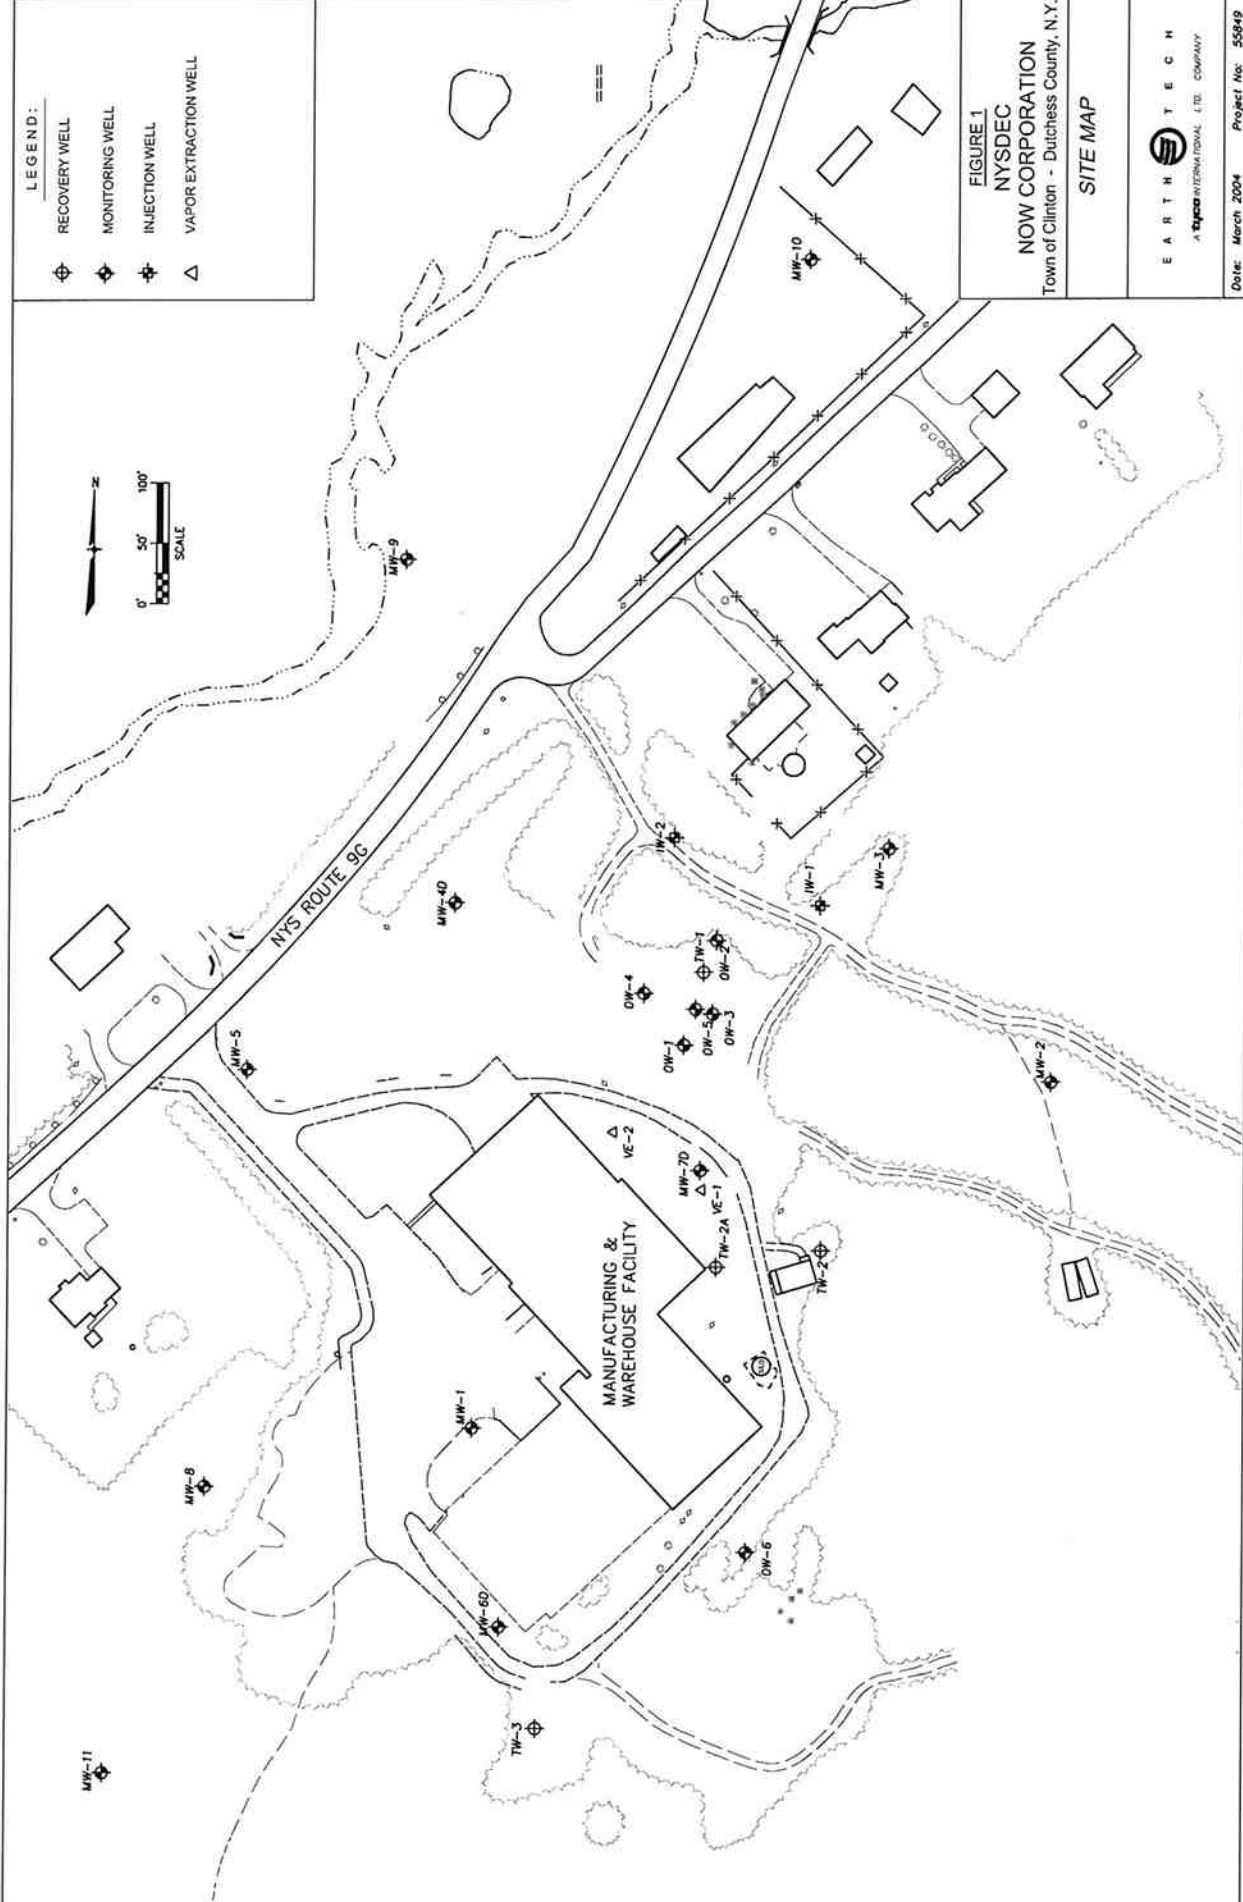 LEGEND:
RECOVERY WELL
MONITORING WELL
INJECTION WELL
VAPOR EXTRACTION WELL
N
0' 50' 100'
SCALE
MW-9
MW-10
NYS ROUTE 9G
MW-4D
IW-2
IW-1
MW-3
MW-5
OW-4
TW-1
OW-2
OW-1
OW-5
OW-3
MW-2
VE-2
MW-7D
VE-1
TW-2A
TW-2
MANUFACTURING &
WAREHOUSE FACILITY
MW-1
MW-8
MW-6D
OW-6
TW-3
MW-11
FIGURE 1
NYSDEC
NOW CORPORATION
Town of Clinton - Dutchess County, N.Y.
SITE MAP
EARTH TECH
A tyco INTERNATIONAL LTD. COMPANY
Date: March 2004 Project No: 55849